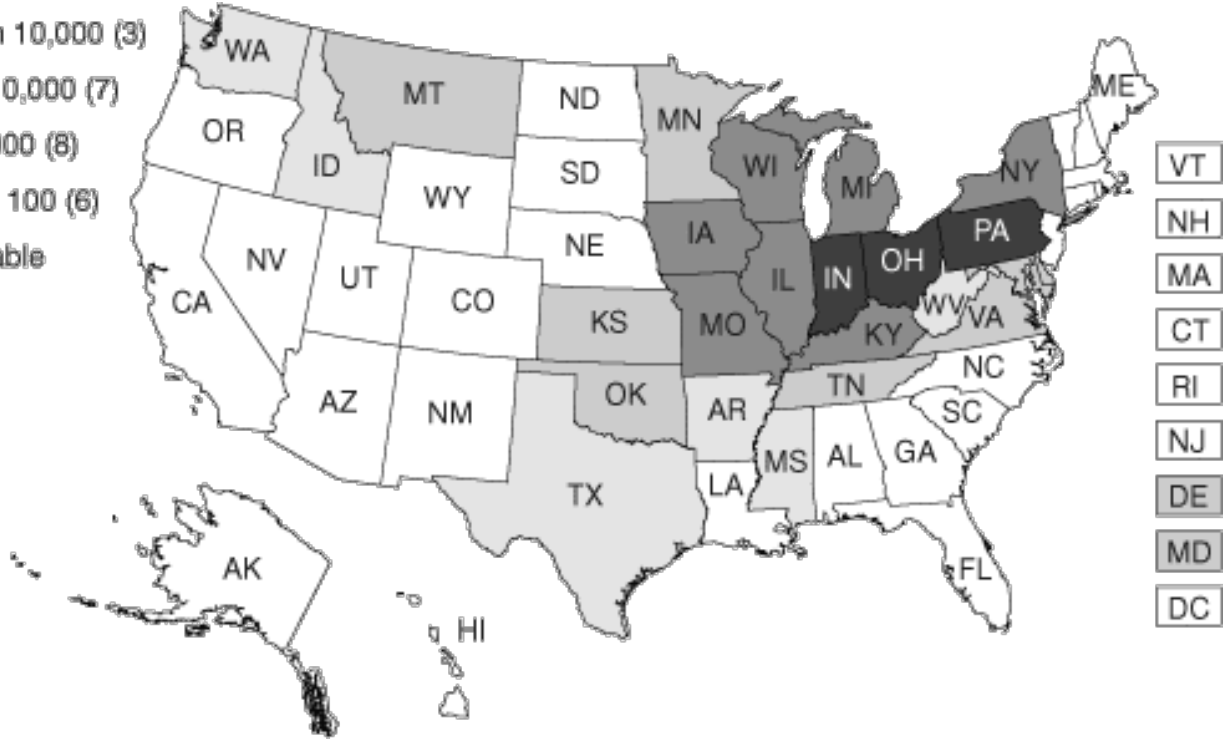 n 10,000 (3)
0,000 (7)
00 (8)
100 (6)
able
WA
MT
ND
MN
ME
OR
ID
SD
WI
MI
NY
WY
NE
IA
PA
NV
UT
CO
KS
MO
IL
IN
OH
WV
VA
KY
CA
AZ
NM
OK
AR
TN
NC
SC
TX
LA
MS
AL
GA
FL
AK
HI
VT
NH
MA
CT
RI
NJ
DE
MD
DC